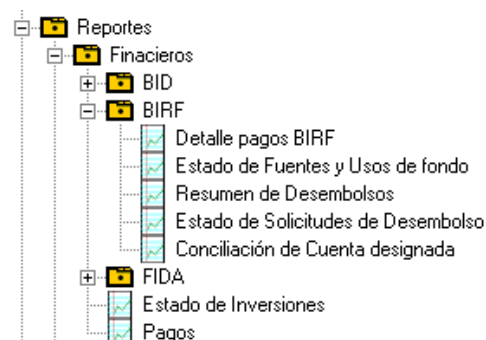 Reportes
Finacieros
BID
BIRF
Detalle pagos BIRF
Estado de Fuentes y Usos de fondo
Resumen de Desembolsos
Estado de Solicitudes de Desembolso
Conciliación de Cuenta designada
FIDA
Estado de Inversiones
Pagos